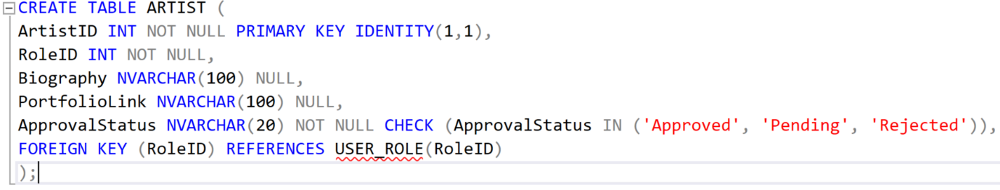 CREATE TABLE ARTIST (
ArtistID INT NOT NULL PRIMARY KEY IDENTITY(1,1),
RoleID INT NOT NULL,
Biography NVARCHAR(100) NULL,
PortfolioLink NVARCHAR(100) NULL,
ApprovalStatus NVARCHAR(20) NOT NULL CHECK (ApprovalStatus IN ('Approved', 'Pending', 'Rejected')),
FOREIGN KEY (RoleID) REFERENCES USER_ROLE(RoleID)
);